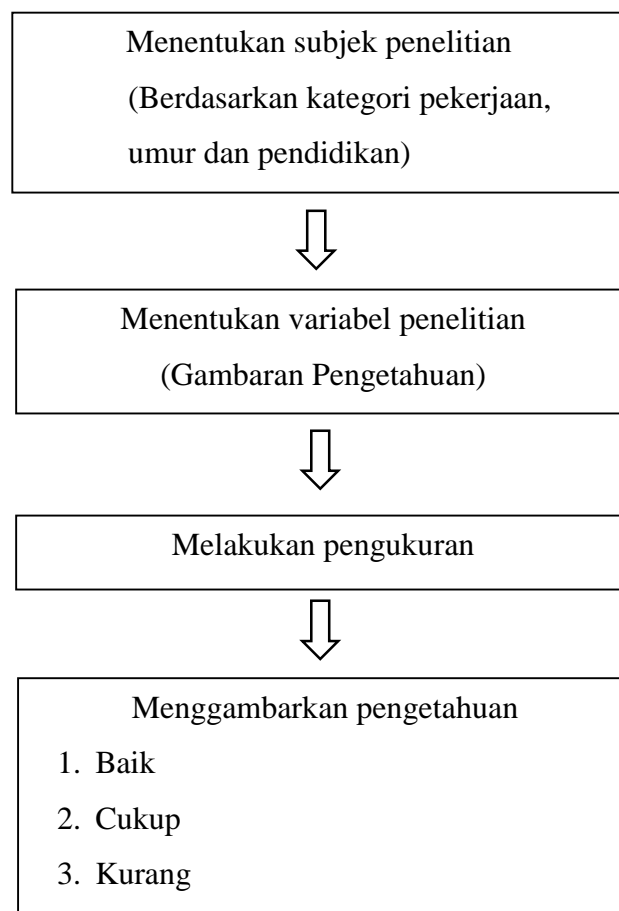 Menentukan subjek penelitian
(Berdasarkan kategori pekerjaan,
umur dan pendidikan)
Menentukan variabel penelitian
(Gambaran Pengetahuan)
Melakukan pengukuran
Menggambarkan pengetahuan
1. Baik
2. Cukup
3. Kurang